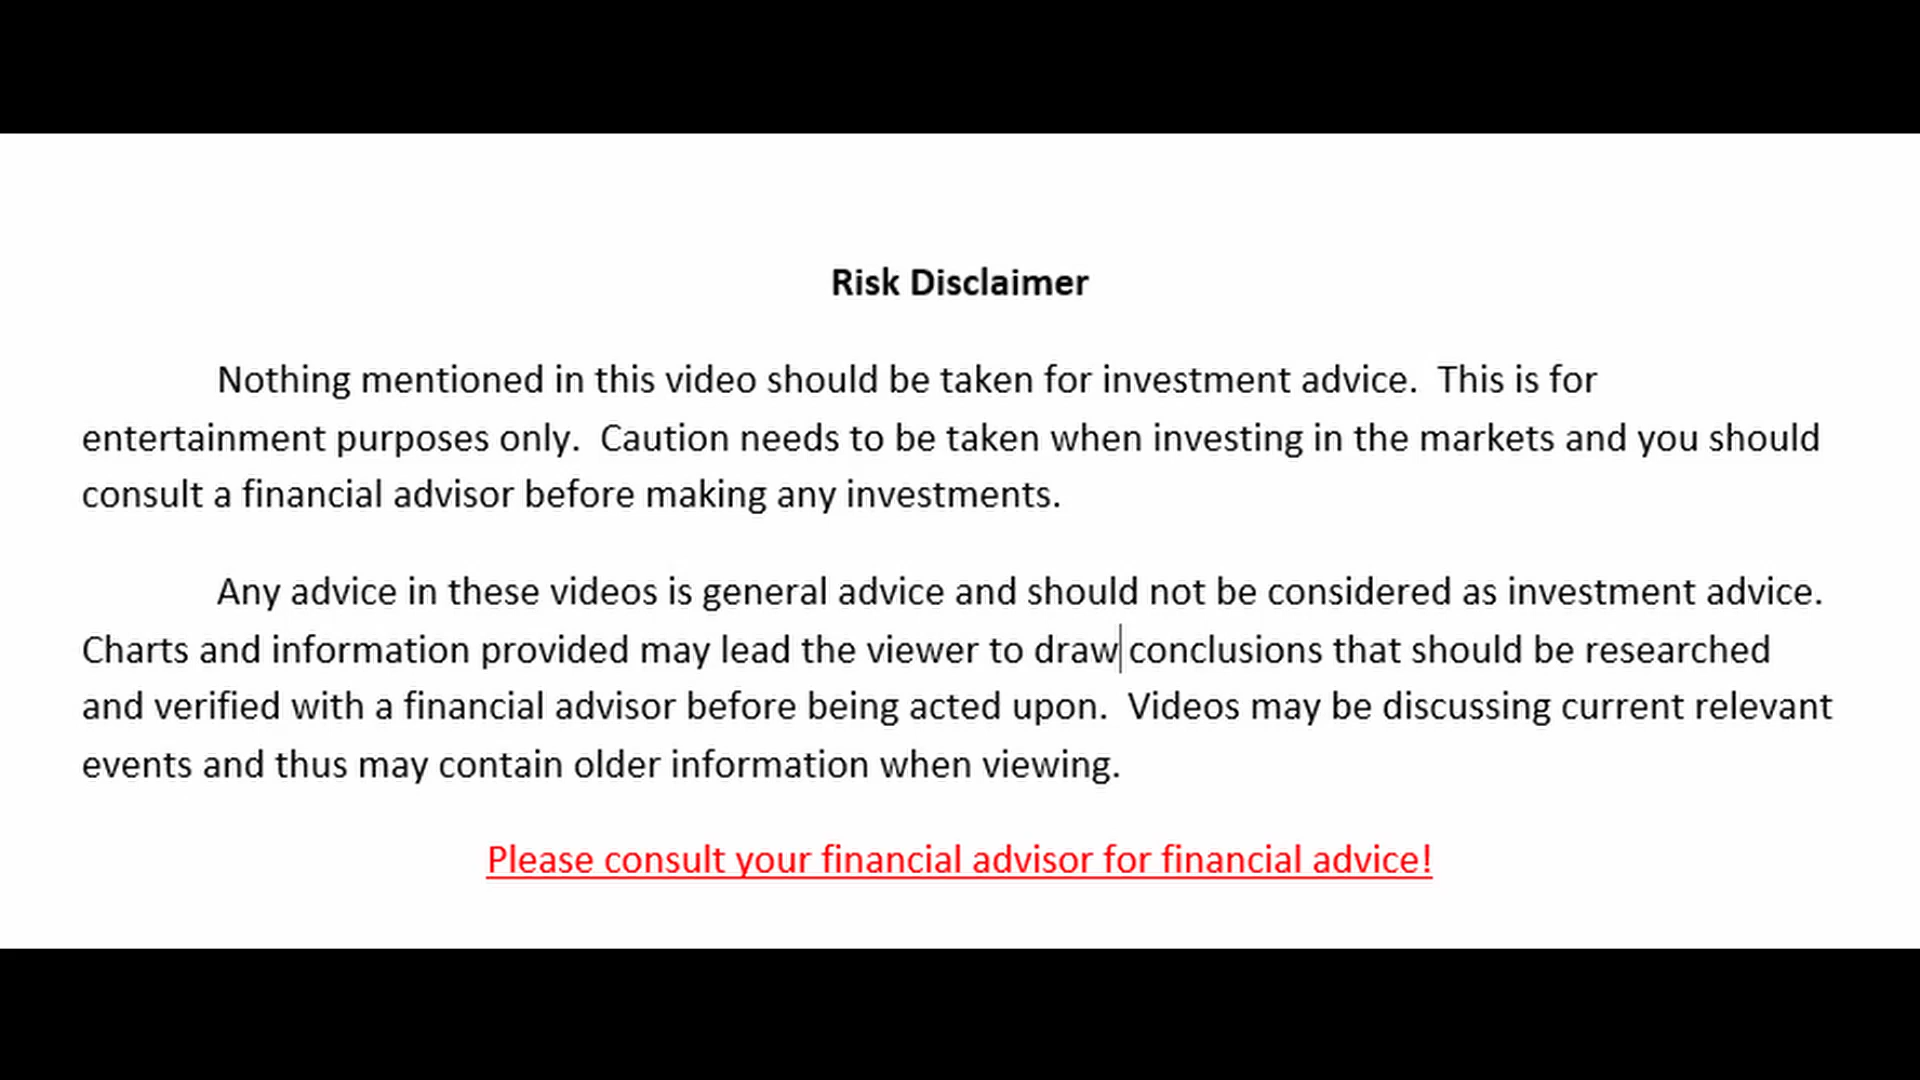 Risk Disclaimer
Nothing mentioned in this video should be taken for investment advice.  This is for
entertainment purposes only.  Caution needs to be taken when investing in the markets and you should
consult a financial advisor before making any investments.
Any advice in these videos is general advice and should not be considered as investment advice.
Charts and information provided may lead the viewer to draw conclusions that should be researched
and verified with a financial advisor before being acted upon.  Videos may be discussing current relevant
events and thus may contain older information when viewing.
Please consult your financial advisor for financial advice!